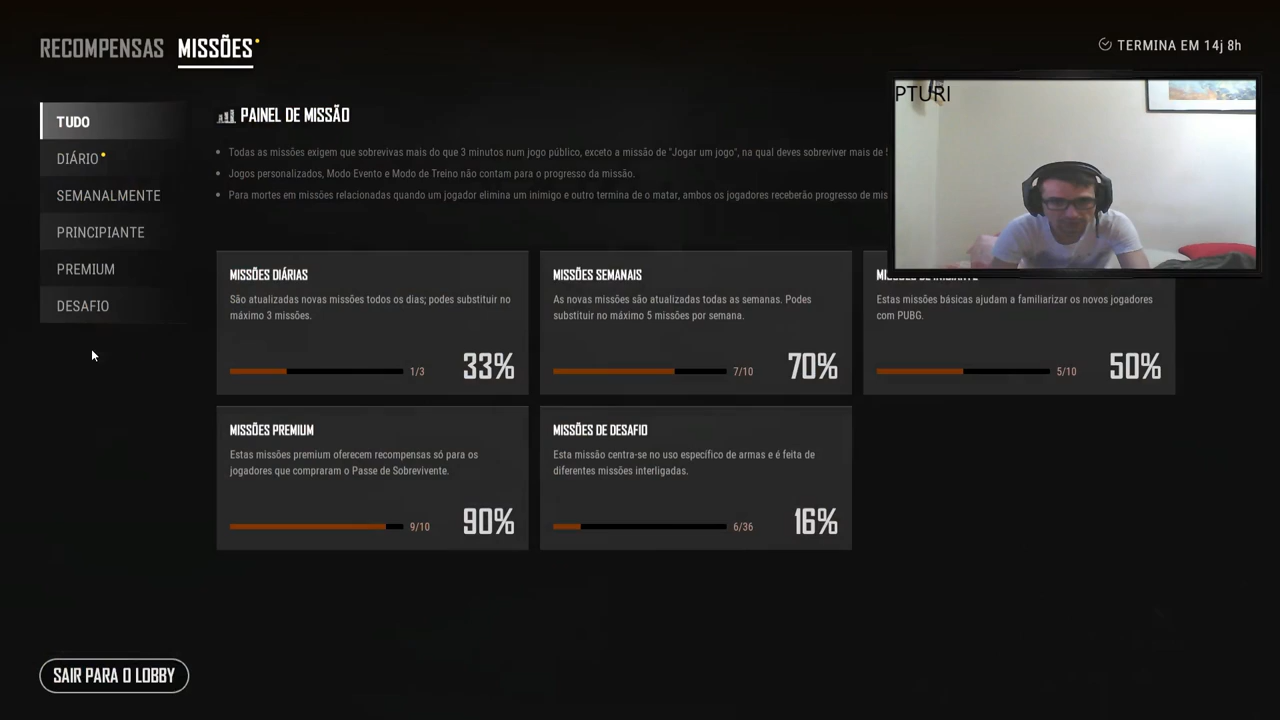 RECOMPENSAS MISSÕES
TERMINA EM 14j 8h
PTURI
TUDO
DIÁRIO
SEMANALMENTE
PRINCIPIANTE
PREMIUM
DESAFIO
PAINEL DE MISSÃO
Todas as missões exigem que sobrevivas mais do que 3 minutos num jogo público, exceto a missão de "Jogar um jogo", na qual deves sobreviver mais de
Jogos personalizados, Modo Evento e Modo de Treino não contam para o progresso da missão.
Para mortes em missões relacionadas quando um jogador elimina um inimigo e outro termina de o matar, ambos os jogadores receberão progresso de mis
MISSÕES DIÁRIAS
São atualizadas novas missões todos os dias; podes substituir no
máximo 3 missões.
1/3
33%
MISSÕES SEMANAIS
As novas missões são atualizadas todas as semanas. Podes
substituir no máximo 5 missões por semana.
7/10
70%
Estas missões básicas ajudam a familiarizar os novos jogadores
com PUBG.
5/10
50%
MISSÕES PREMIUM
Estas missões premium oferecem recompensas só para os
jogadores que compraram o Passe de Sobrevivente.
9/10
90%
MISSÕES DE DESAFIO
Esta missão centra-se no uso específico de armas e é feita de
diferentes missões interligadas.
6/36
16%
SAIR PARA O LOBBY